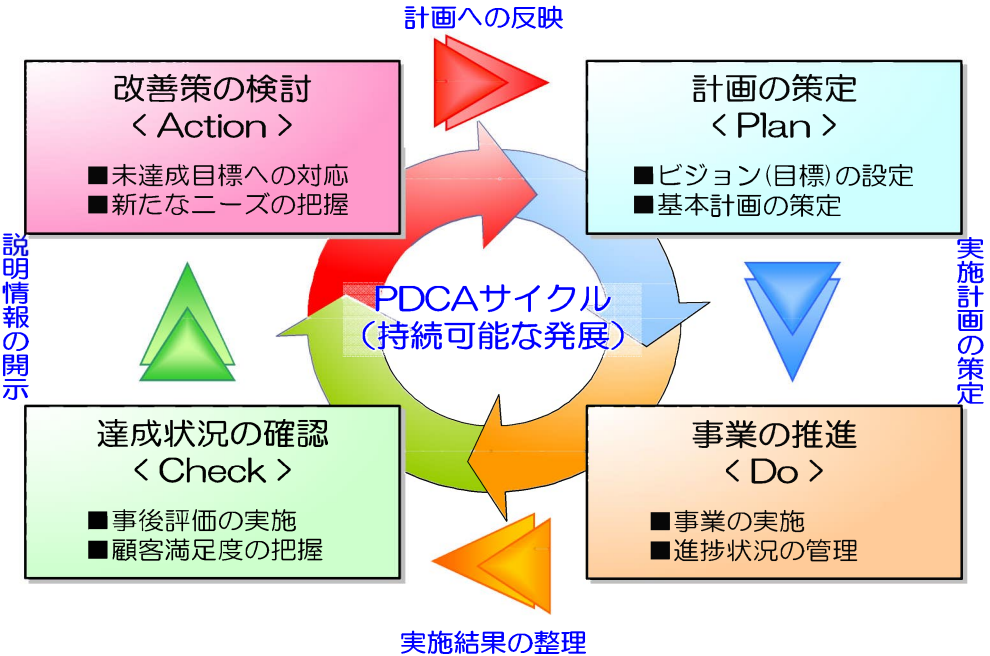 計画への反映
改善策の検討
< Action >
■未達成目標への対応
■新たなニーズの把握
計画の策定
< Plan >
■ビジョン(目標)の設定
■基本計画の策定
説明情報の開示
PDCAサイクル
(持続可能な発展)
実施計画の策定
達成状況の確認
< Check >
■事後評価の実施
■顧客満足度の把握
事業の推進
< Do >
■事業の実施
■進捗状況の管理
実施結果の整理